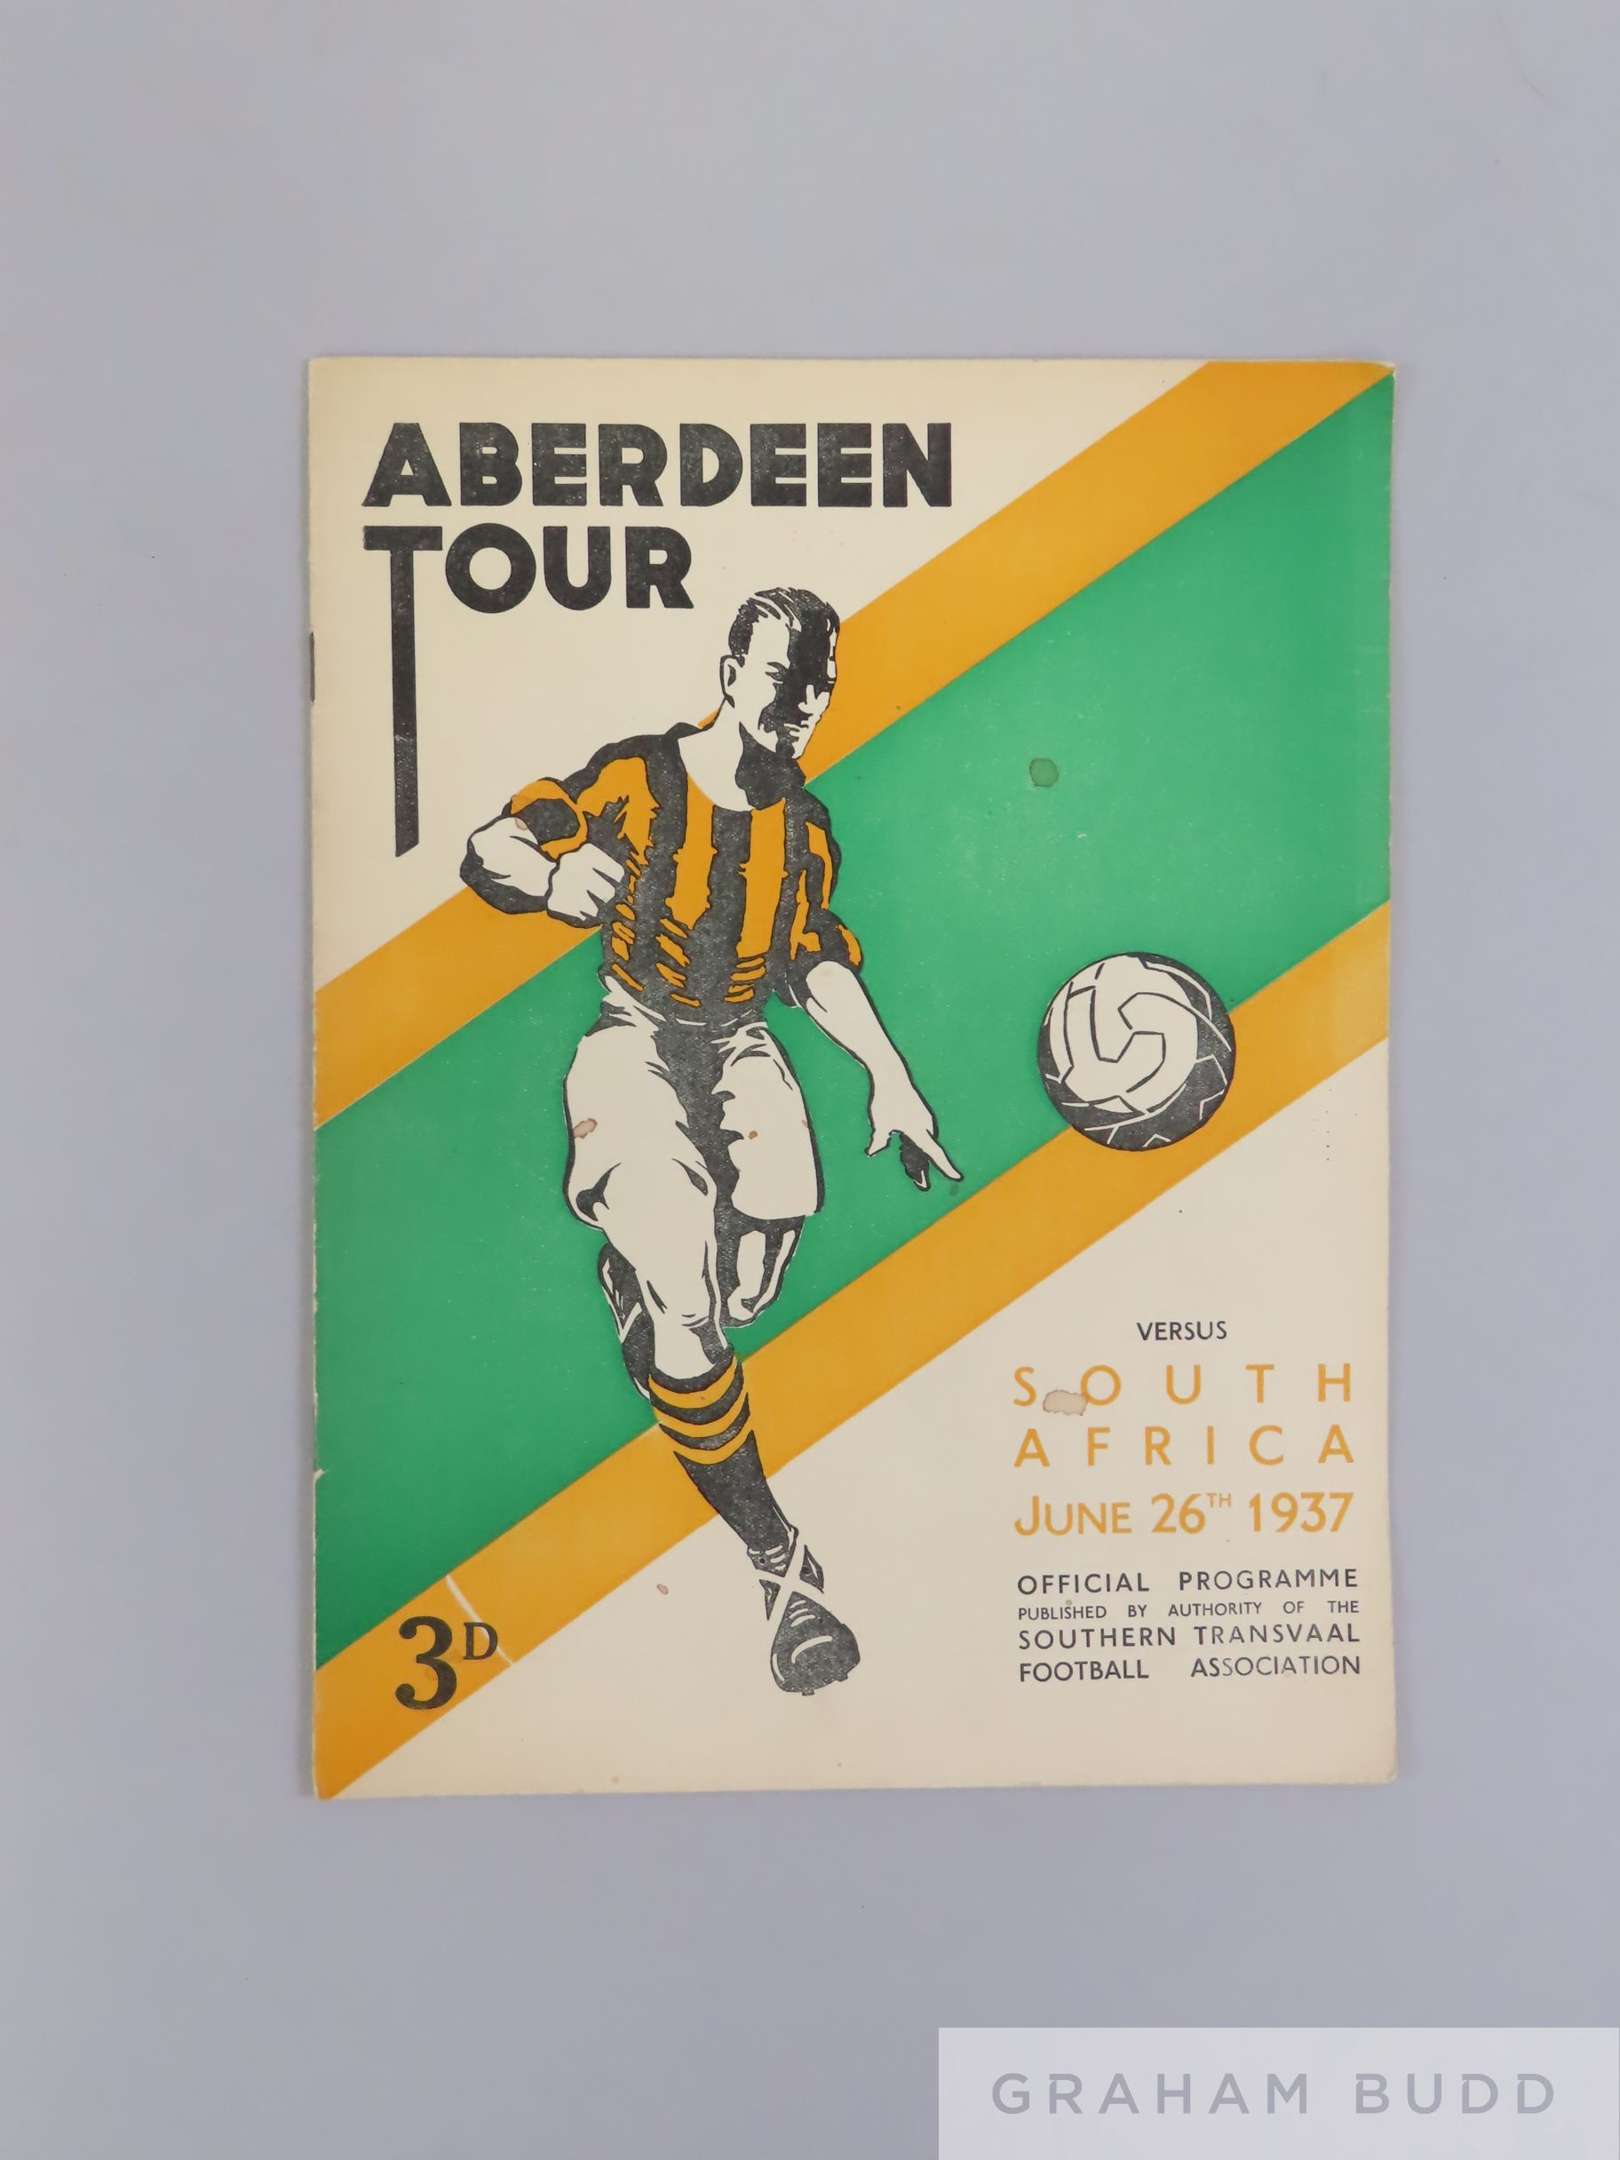 ABERDEEN
TOUR
VERSUS
SOUTH
AFRICA
JUNE 26TH 1937
OFFICIAL PROGRAMME
PUBLISHED BY AUTHORITY OF THE
SOUTHERN TRANSVAAL
FOOTBALL ASSOCIATION
3D
GRAHAM BUDD